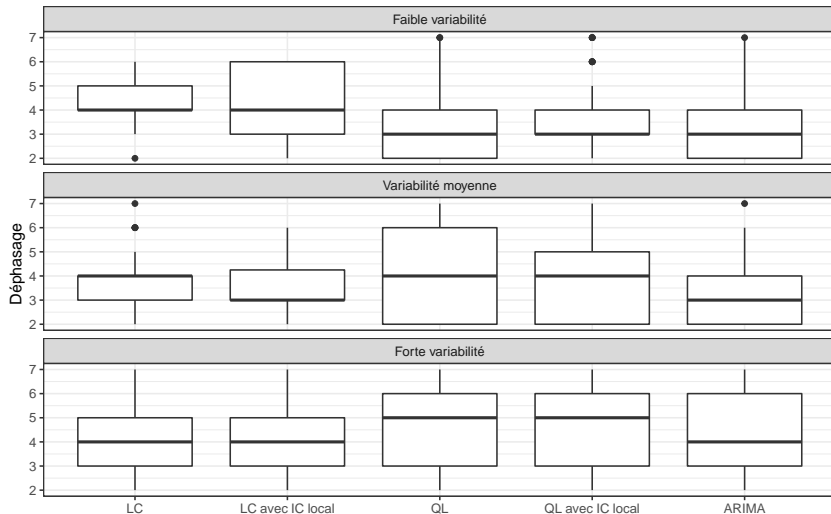 Faible variabilité
7
6
5
4
3
2
Variabilité moyenne
7
6
5
4
3
2
Déphasage
Forte variabilité
7
6
5
4
3
2
LC
LC avec IC local
QL
QL avec IC local
ARIMA